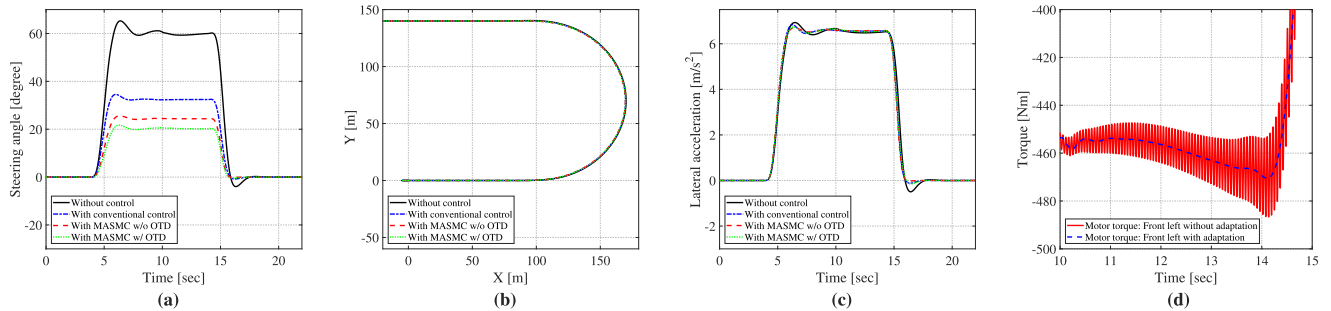 Steering angle [degree]
60
40
20
0
-20
0
5
10
15
20
Time [sec]
Without control
With conventional control
With MASMC w/o OTD
With MASMC w/ OTD
(a)
Y [m]
150
100
50
0
-50
0
50
100
150
X [m]
Without control
With conventional control
With MASMC w/o OTD
With MASMC w/ OTD
(b)
Lateral acceleration [m/s²]
6
4
2
0
-2
0
5
10
15
20
Time [sec]
Without control
With conventional control
With MASMC w/o OTD
With MASMC w/ OTD
(c)
Torque [Nm]
-400
-420
-440
-460
-480
-500
10
11
12
13
14
15
Time [sec]
Motor torque: Front left without adaptation
Motor torque: Front left with adaptation
(d)